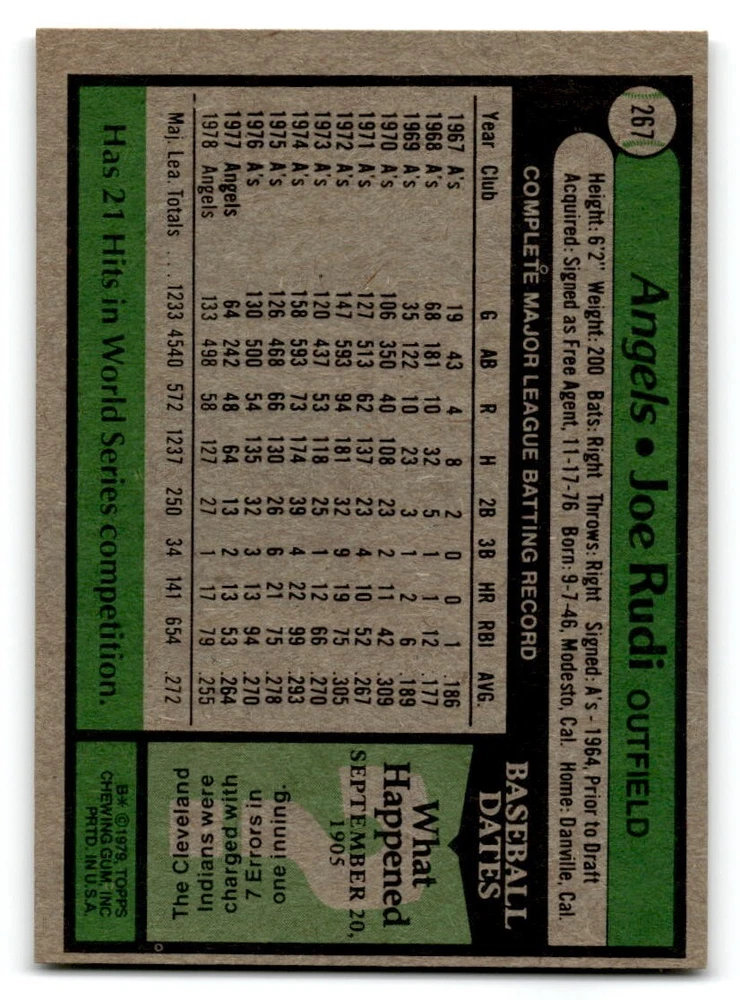 267
Angels • Joe Rudi OUTFIELD
Height: 6'2" Weight: 200 Bats: Right Throws: Right Signed: A's - 1964, Prior to Draft
Acquired: Signed as Free Agent, 11-17-76 Born: 9-7-46, Modesto, Cal. Home: Danville, Cal.
COMPLETE MAJOR LEAGUE BATTING RECORD
Year Club G AB R H 2B 3B HR RBI AVG.
1967 A's 19 43 4 8 2 0 0 1 .186
1968 A's 68 181 10 32 5 1 1 12 .177
1969 A's 35 122 10 23 3 1 2 6 .189
1970 A's 106 350 40 108 23 2 11 42 .309
1971 A's 127 513 62 137 23 4 10 52 .267
1972 A's 147 593 94 181 32 9 19 75 .305
1973 A's 120 437 53 118 25 1 12 66 .270
1974 A's 158 593 73 174 39 4 22 99 .293
1975 A's 126 468 66 130 26 6 21 75 .278
1976 A's 130 500 54 135 32 3 13 94 .270
1977 Angels 64 242 48 64 13 2 13 53 .264
1978 Angels 133 498 58 127 27 1 17 79 .255
Maj. Lea. Totals .... 1233 4540 572 1237 250 34 141 654 .272
Has 21 Hits in World Series competition.
BASEBALL
DATES
What
Happened
SEPTEMBER 20,
1905
The Cleveland
Indians were
charged with
7 Errors in
one inning.
B* ©1979, TOPPS
CHEWING GUM, INC
PRTD. IN U.S.A.